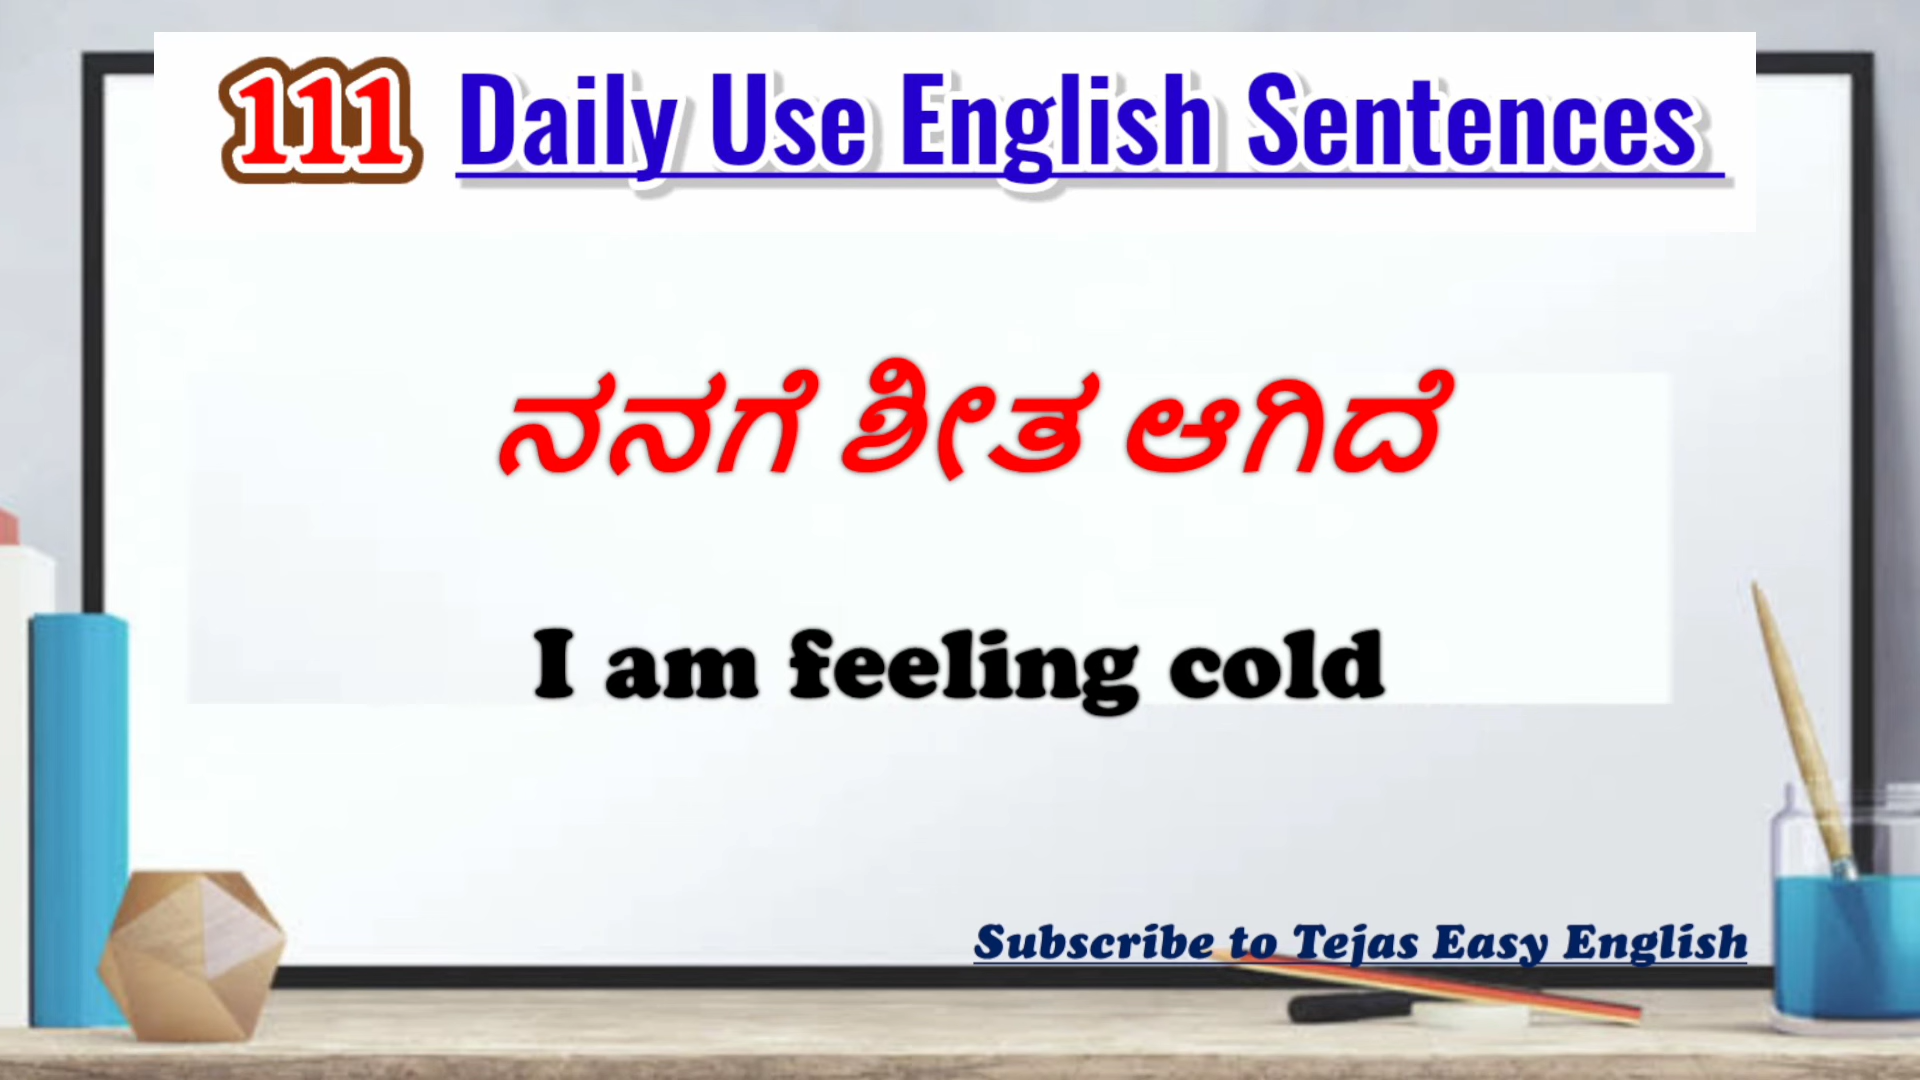 111 Daily Use English Sentences
ನನಗೆ ಶೀತ ಆಗಿದೆ
I am feeling cold
Subscribe to Tejas Easy English